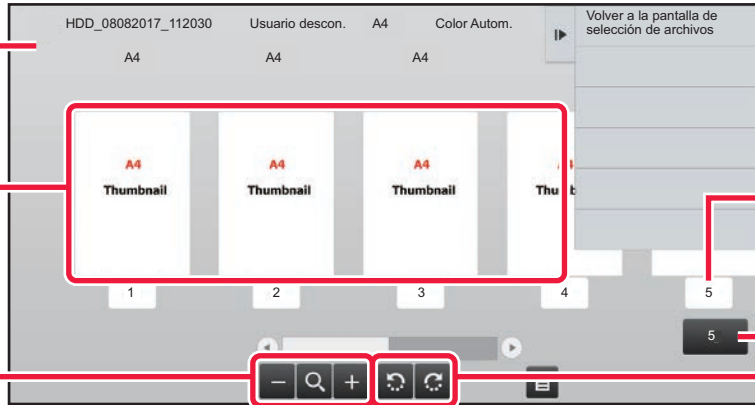 HDD_08082017_112030 Usuario descon. A4 Color Autom.
Volver a la pantalla de
selección de archivos
A4 A4 A4
A4 A4 A4
Thumbnail Thumbnail Thumbnail
1 2 3 4 5
5